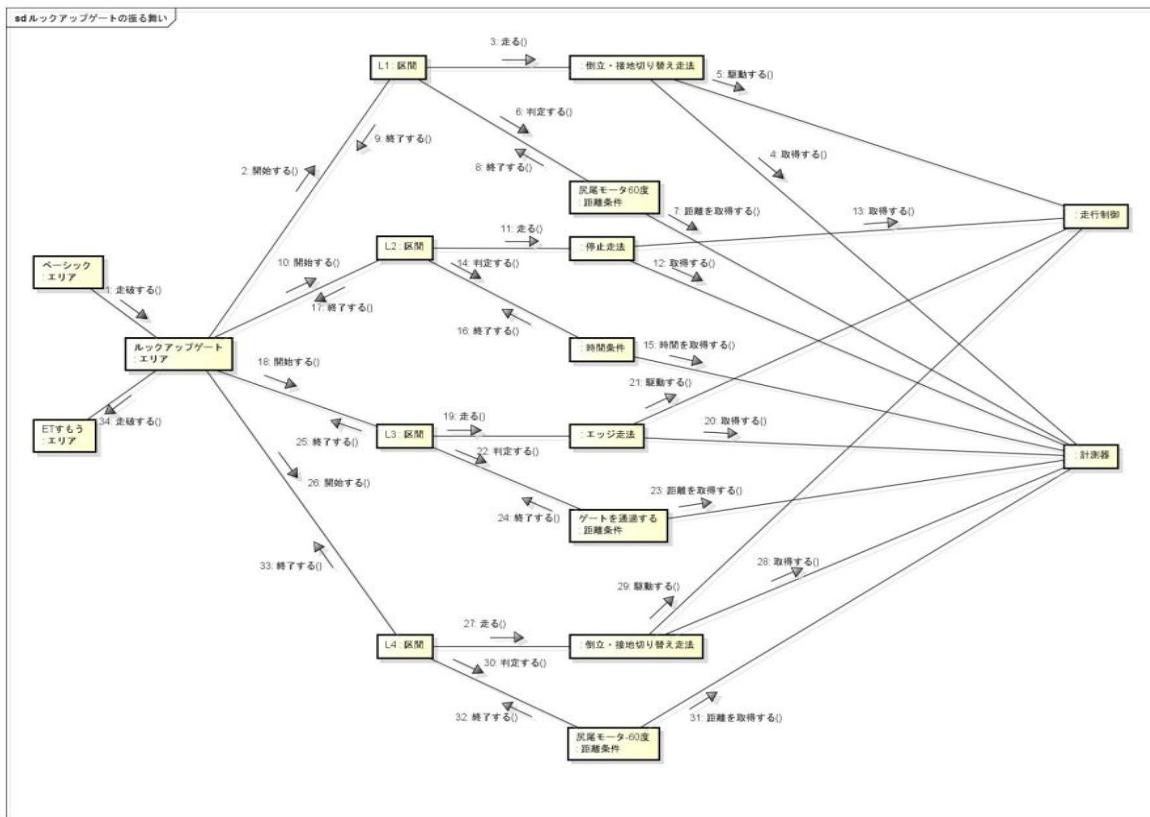 sd ルックアップゲートの振る舞い
3: 走る()
L1: 区間
: 倒立・接地切り替え走法
5: 駆動する()
6: 判定する()
9: 終了する()
4: 取得する()
8: 終了する()
2: 開始する()
尻尾モータ60度
: 距離条件
7: 距離を取得する()
13: 取得する()
: 走行制御
11: 走る()
L2: 区間
: 停止走法
10: 開始する()
14: 判定する()
12: 取得する()
ベーシック
: エリア
1: 走破する()
17: 終了する()
16: 終了する()
: 時間条件
15: 時間を取得する()
ルックアップゲート
: エリア
18: 開始する()
21: 駆動する()
19: 走る()
20: 取得する()
ETすもう
: エリア
34: 走破する()
25: 終了する()
L3: 区間
: エッジ走法
22: 判定する()
: 計測器
26: 開始する()
23: 距離を取得する()
24: 終了する()
ゲートを通過する
: 距離条件
33: 終了する()
28: 取得する()
29: 駆動する()
27: 走る()
L4: 区間
: 倒立・接地切り替え走法
30: 判定する()
32: 終了する()
31: 距離を取得する()
尻尾モータ-60度
: 距離条件